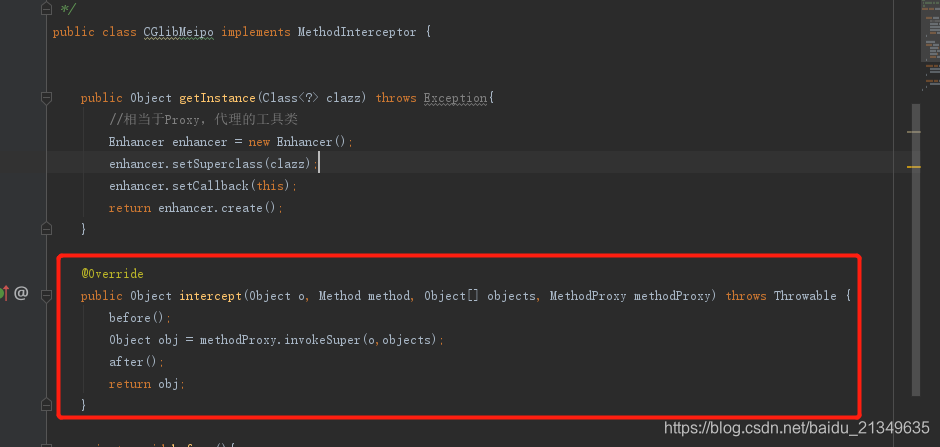 */
public class CGlibMeipo implements MethodInterceptor {
public Object getInstance(Class<?> clazz) throws Exception{
//相当于Proxy，代理的工具类
Enhancer enhancer = new Enhancer();
enhancer.setSuperclass(clazz);
enhancer.setCallback(this);
return enhancer.create();
}
@Override
public Object intercept(Object o, Method method, Object[] objects, MethodProxy methodProxy) throws Throwable {
before();
Object obj = methodProxy.invokeSuper(o,objects);
after();
return obj;
}
https://blog.csdn.net/baidu_21349635